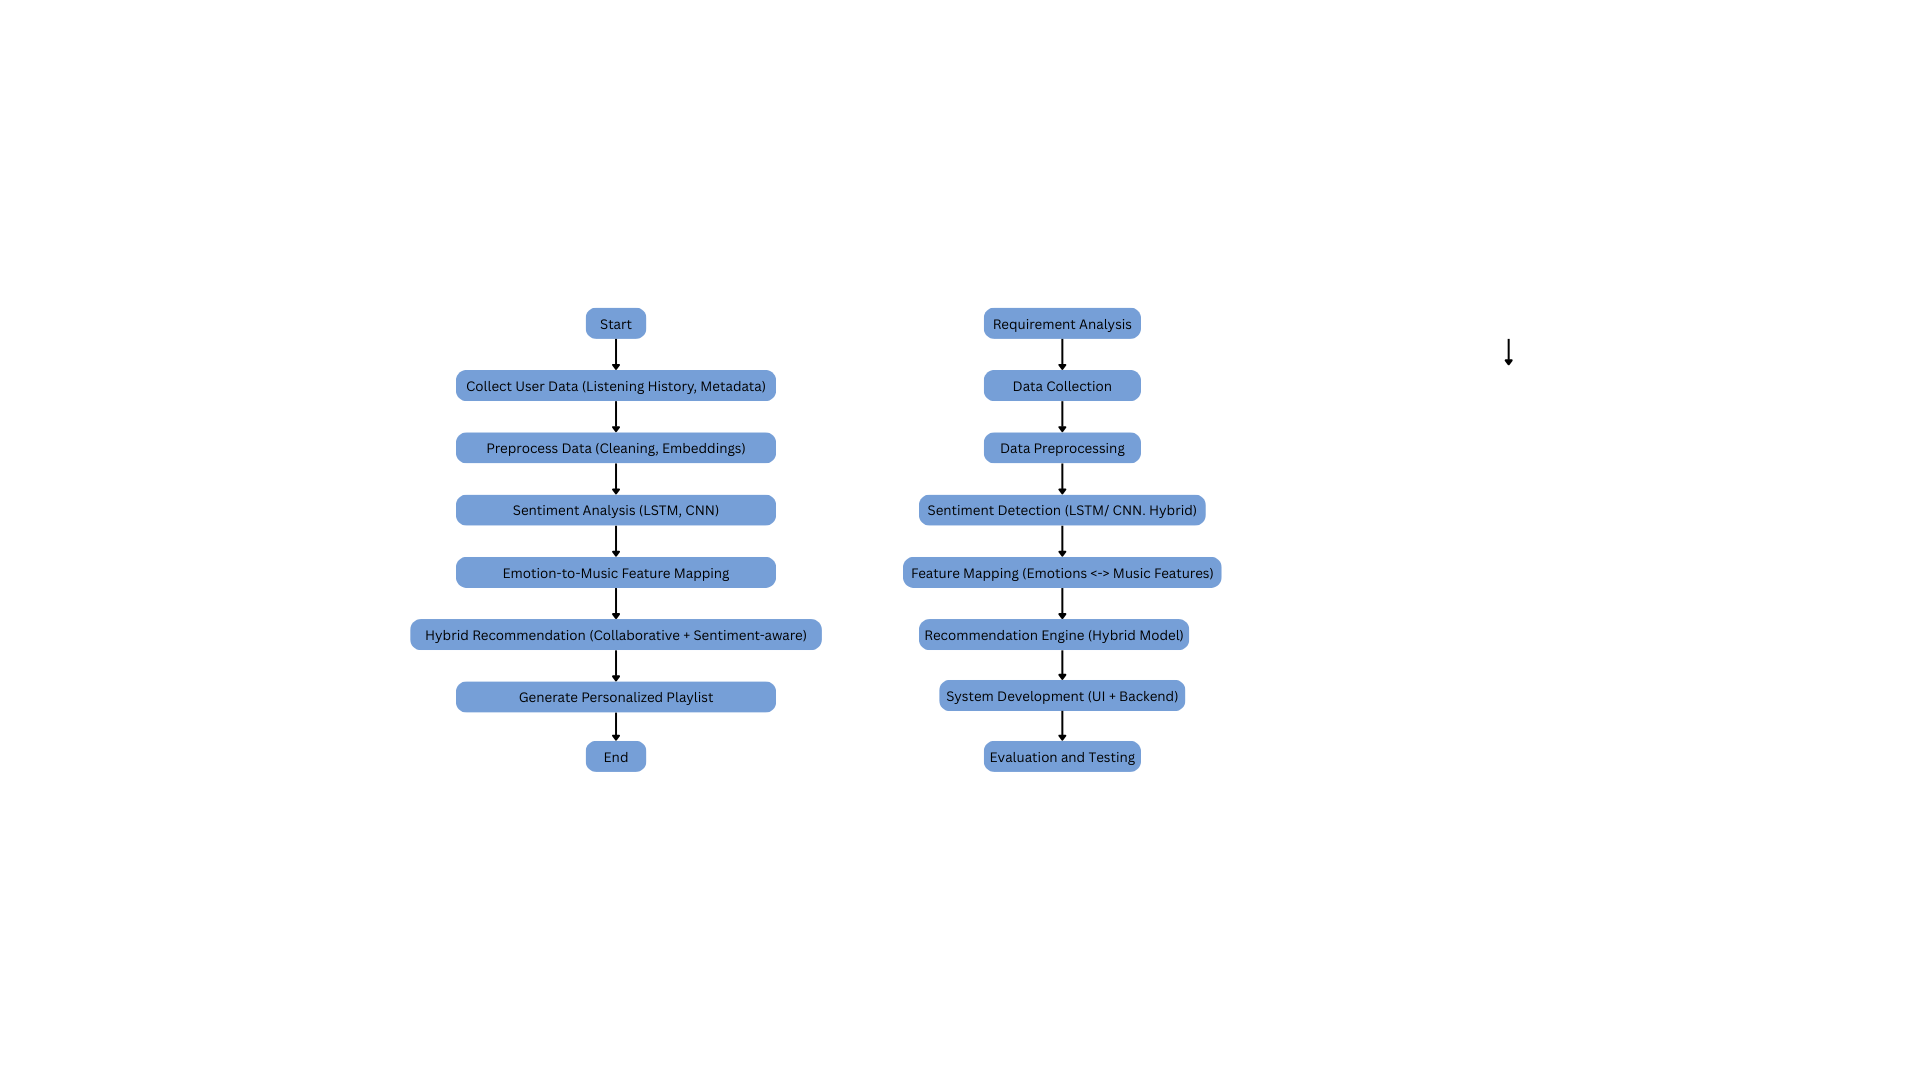 Start
Collect User Data (Listening History, Metadata)
Preprocess Data (Cleaning, Embeddings)
Sentiment Analysis (LSTM, CNN)
Emotion-to-Music Feature Mapping
Hybrid Recommendation (Collaborative + Sentiment-aware)
Generate Personalized Playlist
End
Requirement Analysis
Data Collection
Data Preprocessing
Sentiment Detection (LSTM/ CNN. Hybrid)
Feature Mapping (Emotions <-> Music Features)
Recommendation Engine (Hybrid Model)
System Development (UI + Backend)
Evaluation and Testing